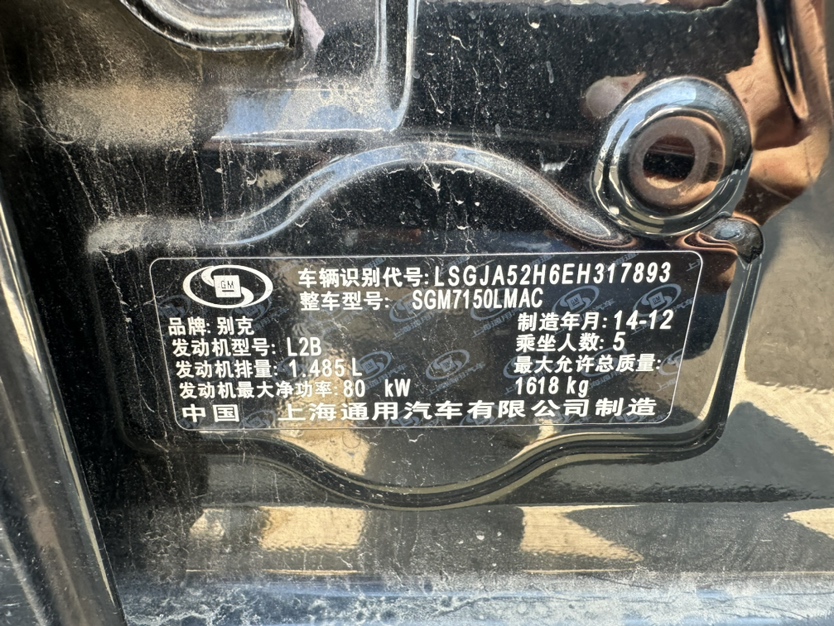 GM
车辆识别代号: LSGJA52H6EH317893
整车型号: SGM7150LMAC
品牌: 别克
制造年月: 14-12
发动机型号: L2B
乘坐人数: 5
发动机排量: 1.485 L
最大允许总质量:
发动机最大净功率: 80 kW
1618 kg
中国 上海通用汽车有限公司制造